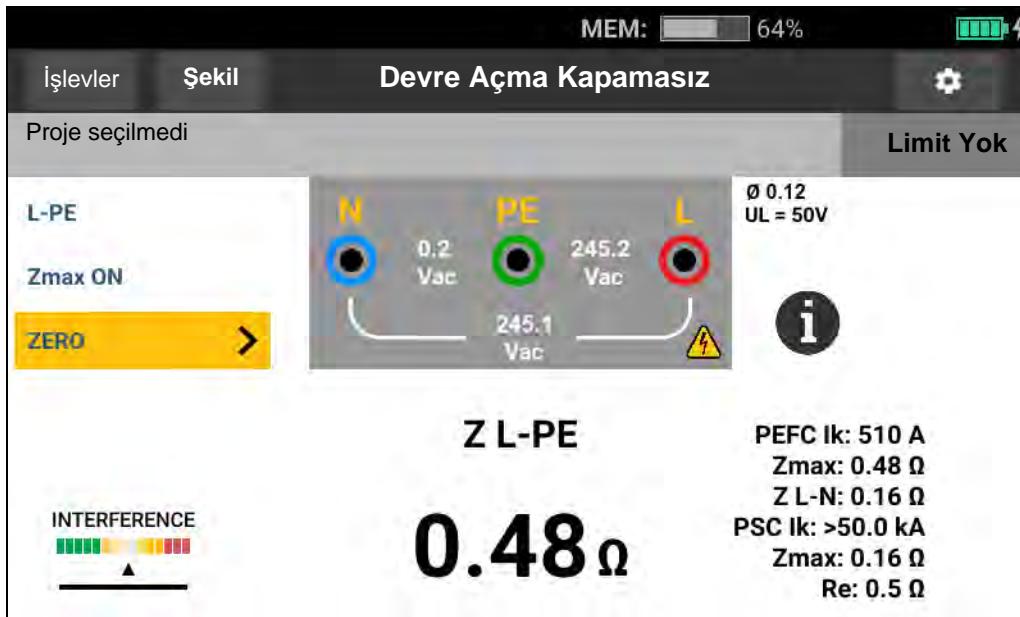 MEM: 64%
İşlevler Şekil Devre Açma Kapamasız
Proje seçilmedi Limit Yok
L-PE
Zmax ON
ZERO
N PE L
0.2 Vac
245.2 Vac
245.1 Vac
Ø 0.12
UL = 50V
i
INTERFERENCE
Z L-PE
0.48 Ω
PEFC Ik: 510 A
Zmax: 0.48 Ω
Z L-N: 0.16 Ω
PSC Ik: >50.0 kA
Zmax: 0.16 Ω
Re: 0.5 Ω